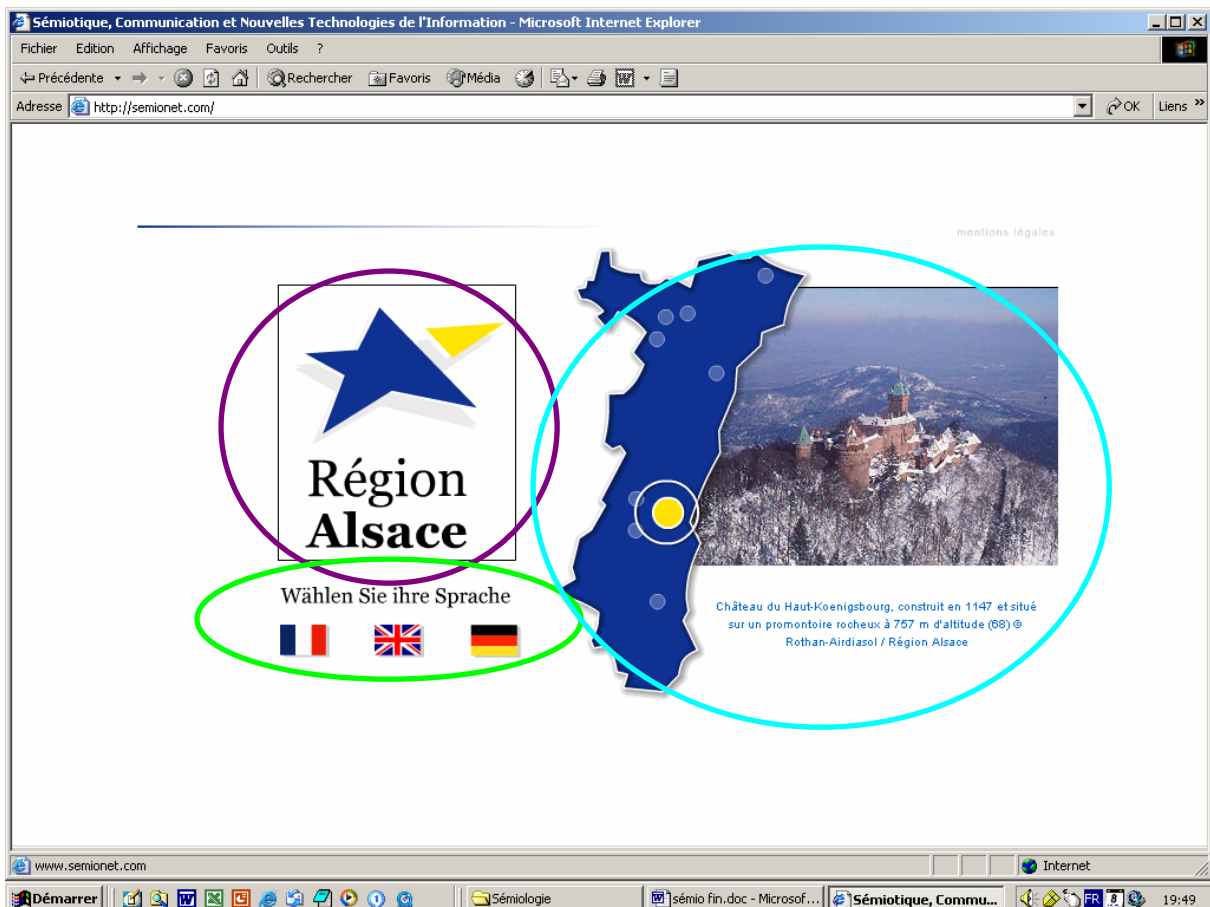 Sémiotique, Communication et Nouvelles Technologies de l'Information - Microsoft Internet Explorer
Fichier Edition Affichage Favoris Outils ?
Précédente Rechercher Favoris Média
Adresse http://semionet.com/ OK Liens »
mentions légales
Région
Alsace
Wählen Sie ihre Sprache
Château du Haut-Koenigsbourg, construit en 1147 et situé
sur un promontoire rocheux à 757 m d'altitude (68) ©
Rothan-Airdiasol / Région Alsace
www.semionet.com Internet
Démarrer Sémiologie sémio fin.doc - Microsof... Sémiotique, Commu... FR 19:49